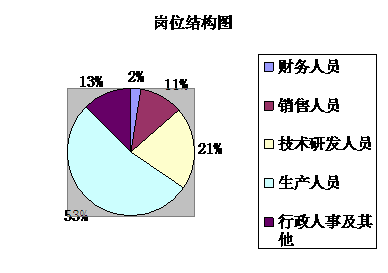 岗位结构图
13%
2%
11%
21%
53%
财务人员
销售人员
技术研发人员
生产人员
行政人事及其
他